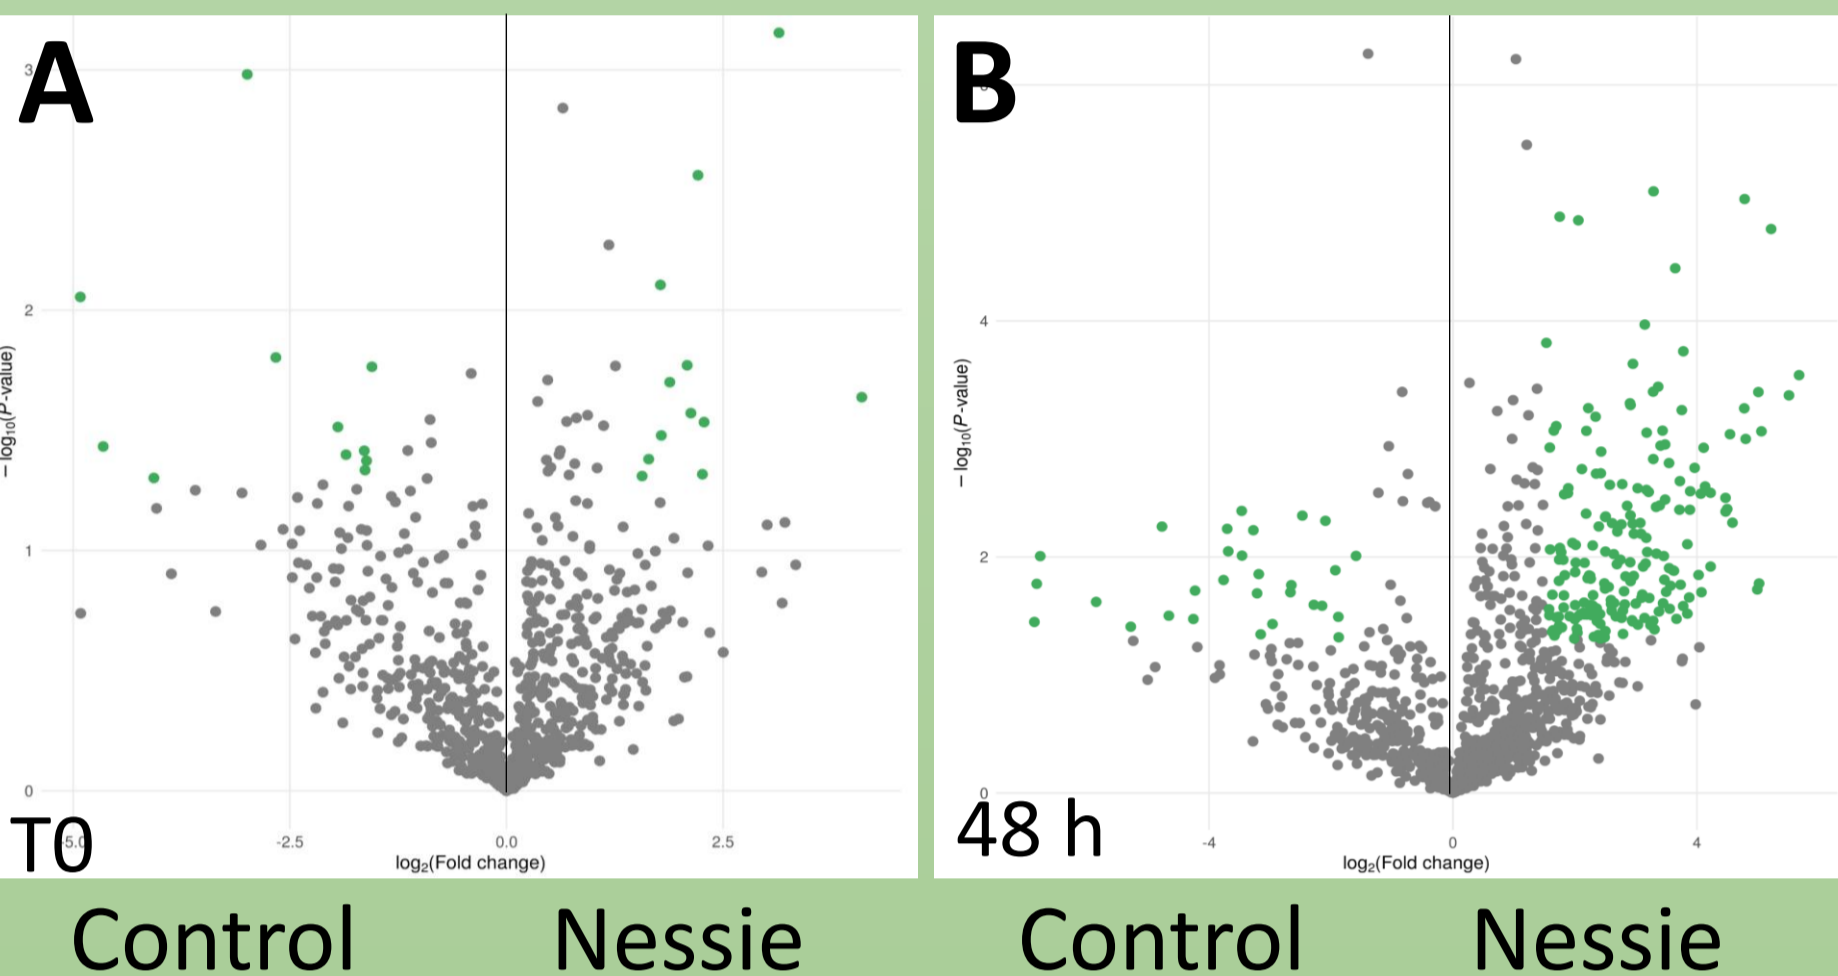 A
3
2
1
0
– log10(P-value)
T0
-5.0
-2.5
0.0
2.5
log2(Fold change)
Control
Nessie
B
6
4
2
0
– log10(P-value)
48 h
-4
0
4
log2(Fold change)
Control
Nessie